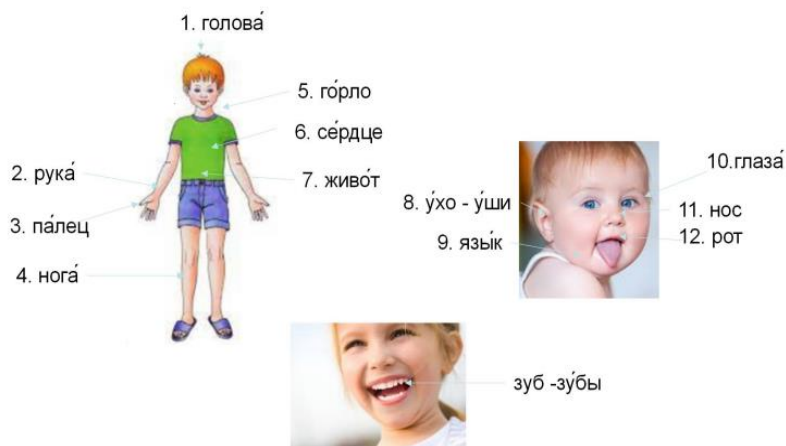 1. голова́
2. рука́
3. па́лец
4. нога́
5. го́рло
6. се́рдце
7. живо́т
8. у́хо - у́ши
9. язы́к
10.глаза́
11. нос
12. рот
зуб -зу́бы